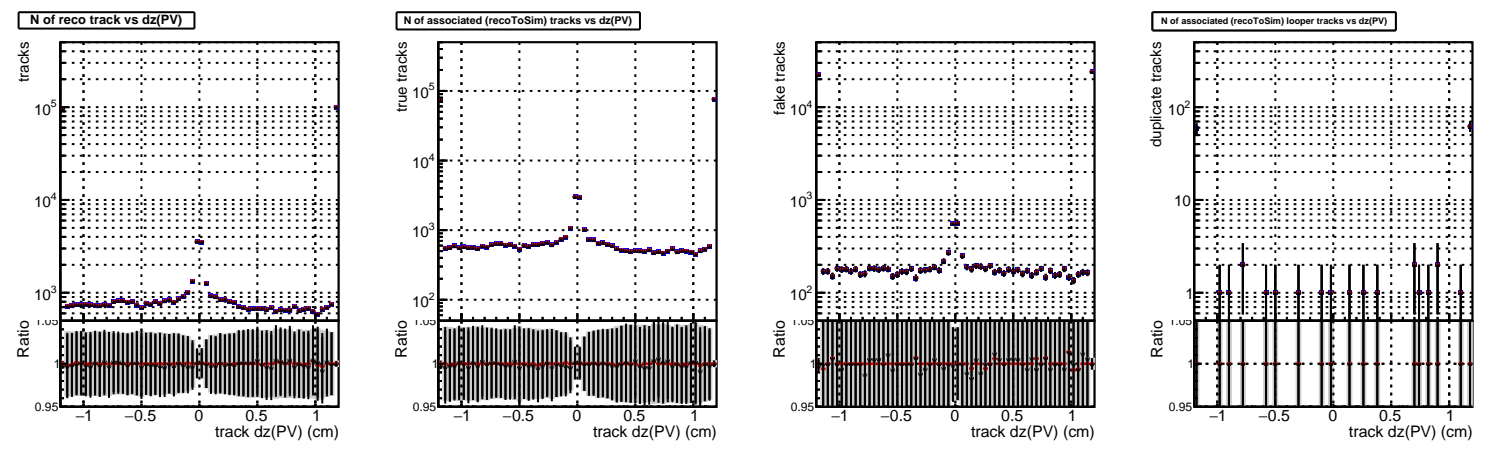 N of reco track vs dz(PV)
tracks
10^5
10^4
10^3
1.05
Ratio
1
0.95
−1 −0.5 0 0.5 1
track dz(PV) (cm)
N of associated (recoToSim) tracks vs dz(PV)
true tracks
10^5
10^4
10^3
10^2
1.05
Ratio
1
0.95
−1 −0.5 0 0.5 1
track dz(PV) (cm)
fake tracks
10^4
10^3
10^2
1.05
Ratio
1
0.95
−1 −0.5 0 0.5 1
track dz(PV) (cm)
N of associated (recoToSim) looper tracks vs dz(PV)
duplicate tracks
10^2
10
1
1.05
Ratio
1
0.95
−1 −0.5 0 0.5 1
track dz(PV) (cm)